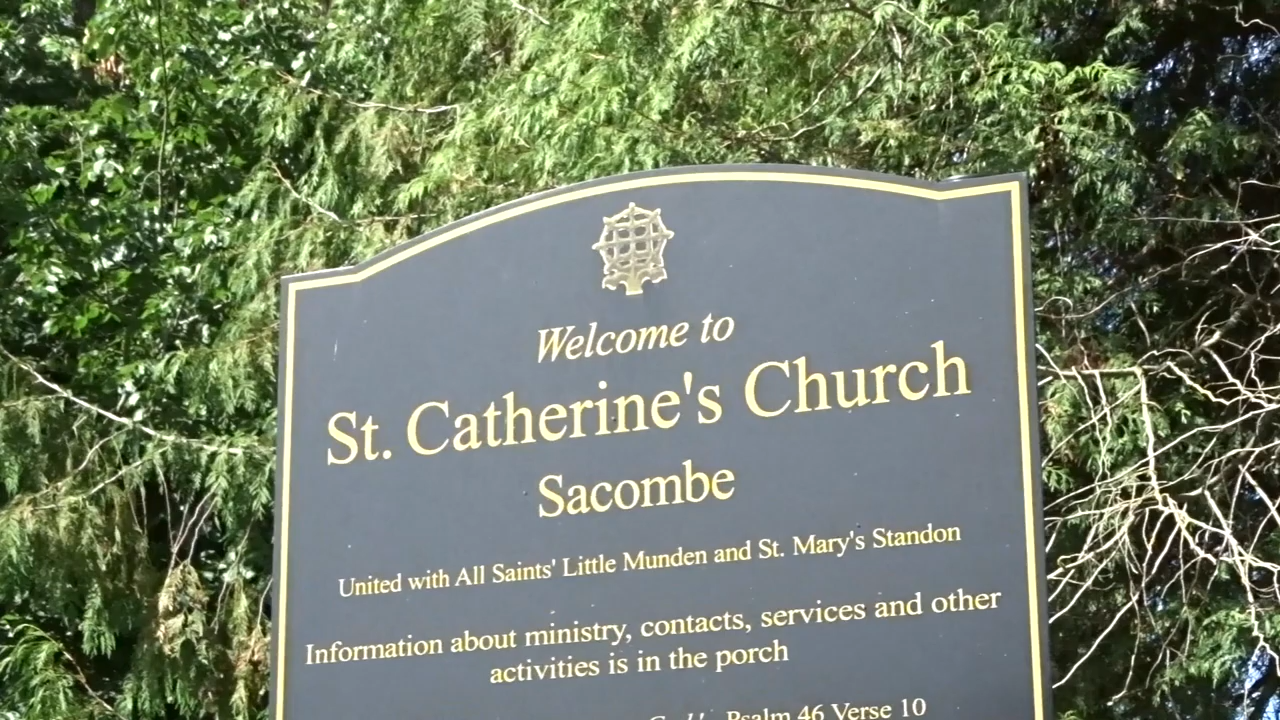 Welcome to
St. Catherine's Church
Sacombe
United with All Saints' Little Munden and St. Mary's Standon
Information about ministry, contacts, services and other
activities is in the porch
Psalm 46 Verse 10